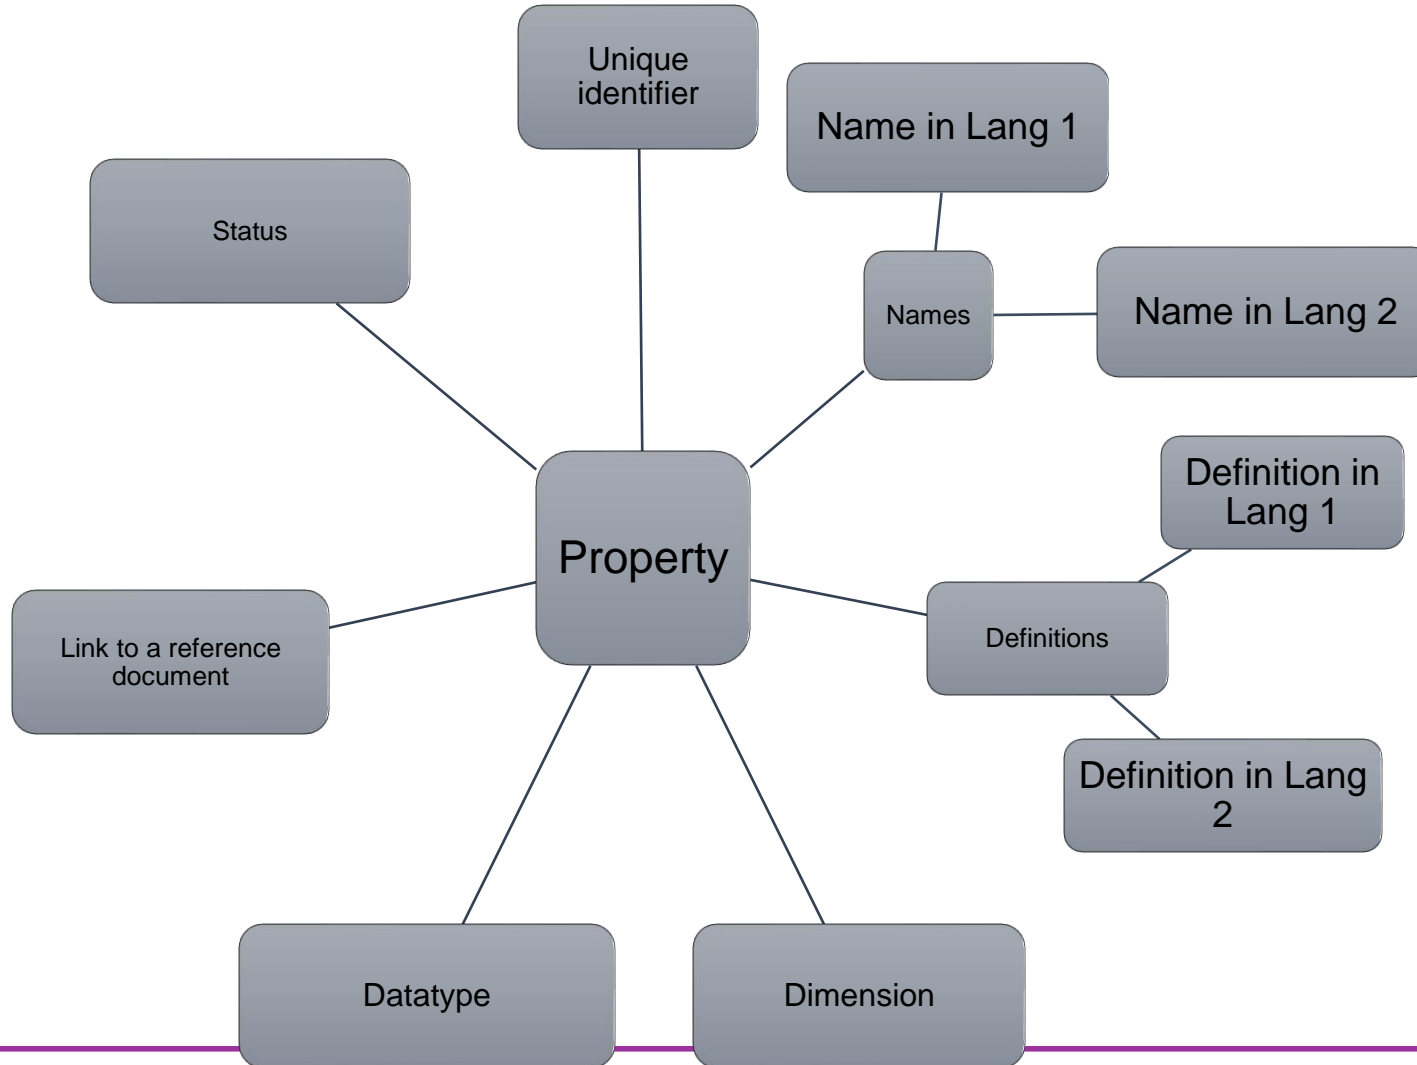 Unique
identifier
Name in Lang 1
Status
Names
Name in Lang 2
Definition in
Lang 1
Property
Definitions
Link to a reference
document
Definition in Lang
2
Datatype
Dimension